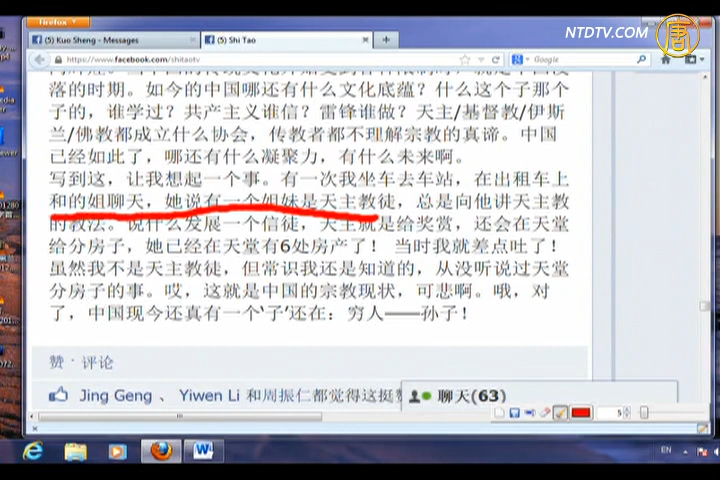 Firefox
NTDTV.COM
唐
(5) Kuo Sheng - Messages
(5) Shi Tao
https://www.facebook.com/shitaotv
Google
落的时期。如今的中国哪还有什么文化底蕴？什么这个子那个
子的，谁学过？共产主义谁信？雷锋谁做？天主/基督教/伊斯
兰/佛教都成立什么协会，传教者都不理解宗教的真谛。中国
已经如此了，哪还有什么凝聚力，有什么未来啊。
写到这，让我想起一个事。有一次我坐车去车站，在出租车上
和的姐聊天，她说有一个姐妹是天主教徒，总是向他讲天主教
的教法。说什么发展一个信徒，天主就是给奖赏，还会在天堂
给分房子，她已经在天堂有6处房产了！ 当时我就差点吐了！
虽然我不是天主教徒，但常识我还是知道的，从没听说过天堂
分房子的事。哎，这就是中国的宗教现状，可悲啊。哦，对
了，中国现今还真有一个‘子’还在：穷人——孙子！
赞 · 评论
Jing Geng 、 Yiwen Li 和周振仁都觉得这挺赞
聊天(63)
5
EN